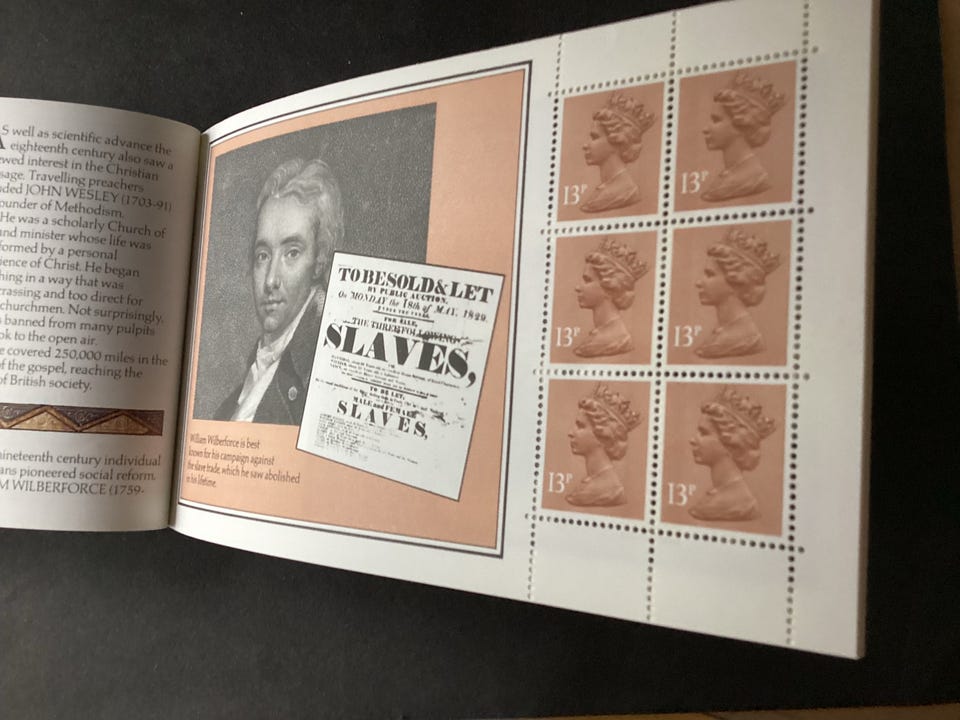 AS well as scientific advance the
eighteenth century also saw a
ewed interest in the Christian
sage. Travelling preachers
uded JOHN WESLEY (1703-91)
ounder of Methodism.
He was a scholarly Church of
nd minister whose life was
formed by a personal
ience of Christ. He began
hing in a way that was
rassing and too direct for
churchmen. Not surprisingly,
banned from many pulpits
ok to the open air.
e covered 250,000 miles in the
of the gospel, reaching the
of British society.
nineteenth century individual
ans pioneered social reform.
M WILBERFORCE (1759-
William Wilberforce is best
known for his campaign against
the slave trade, which he saw abolished
in his lifetime.
TO BE SOLD & LET
BY PUBLIC AUCTION,
On MONDAY the 18th of MAY, 1829,
UNDER THE TREES.
FOR SALE,
THE THREE FOLLOWING
SLAVES,
TO BE LET,
MALE and FEMALE
SLAVES,
13P
13P
13P
13P
13P
13P